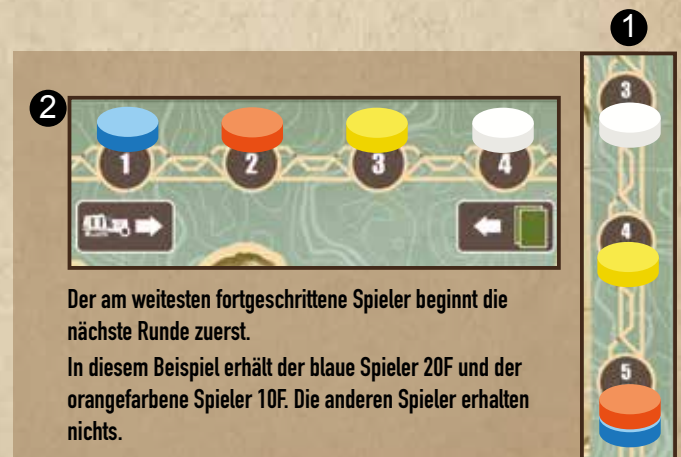 1
2
1 2 3 4
3
4
5
Der am weitesten fortgeschrittene Spieler beginnt die
nächste Runde zuerst.
In diesem Beispiel erhält der blaue Spieler 20F und der
orangefarbene Spieler 10F. Die anderen Spieler erhalten
nichts.